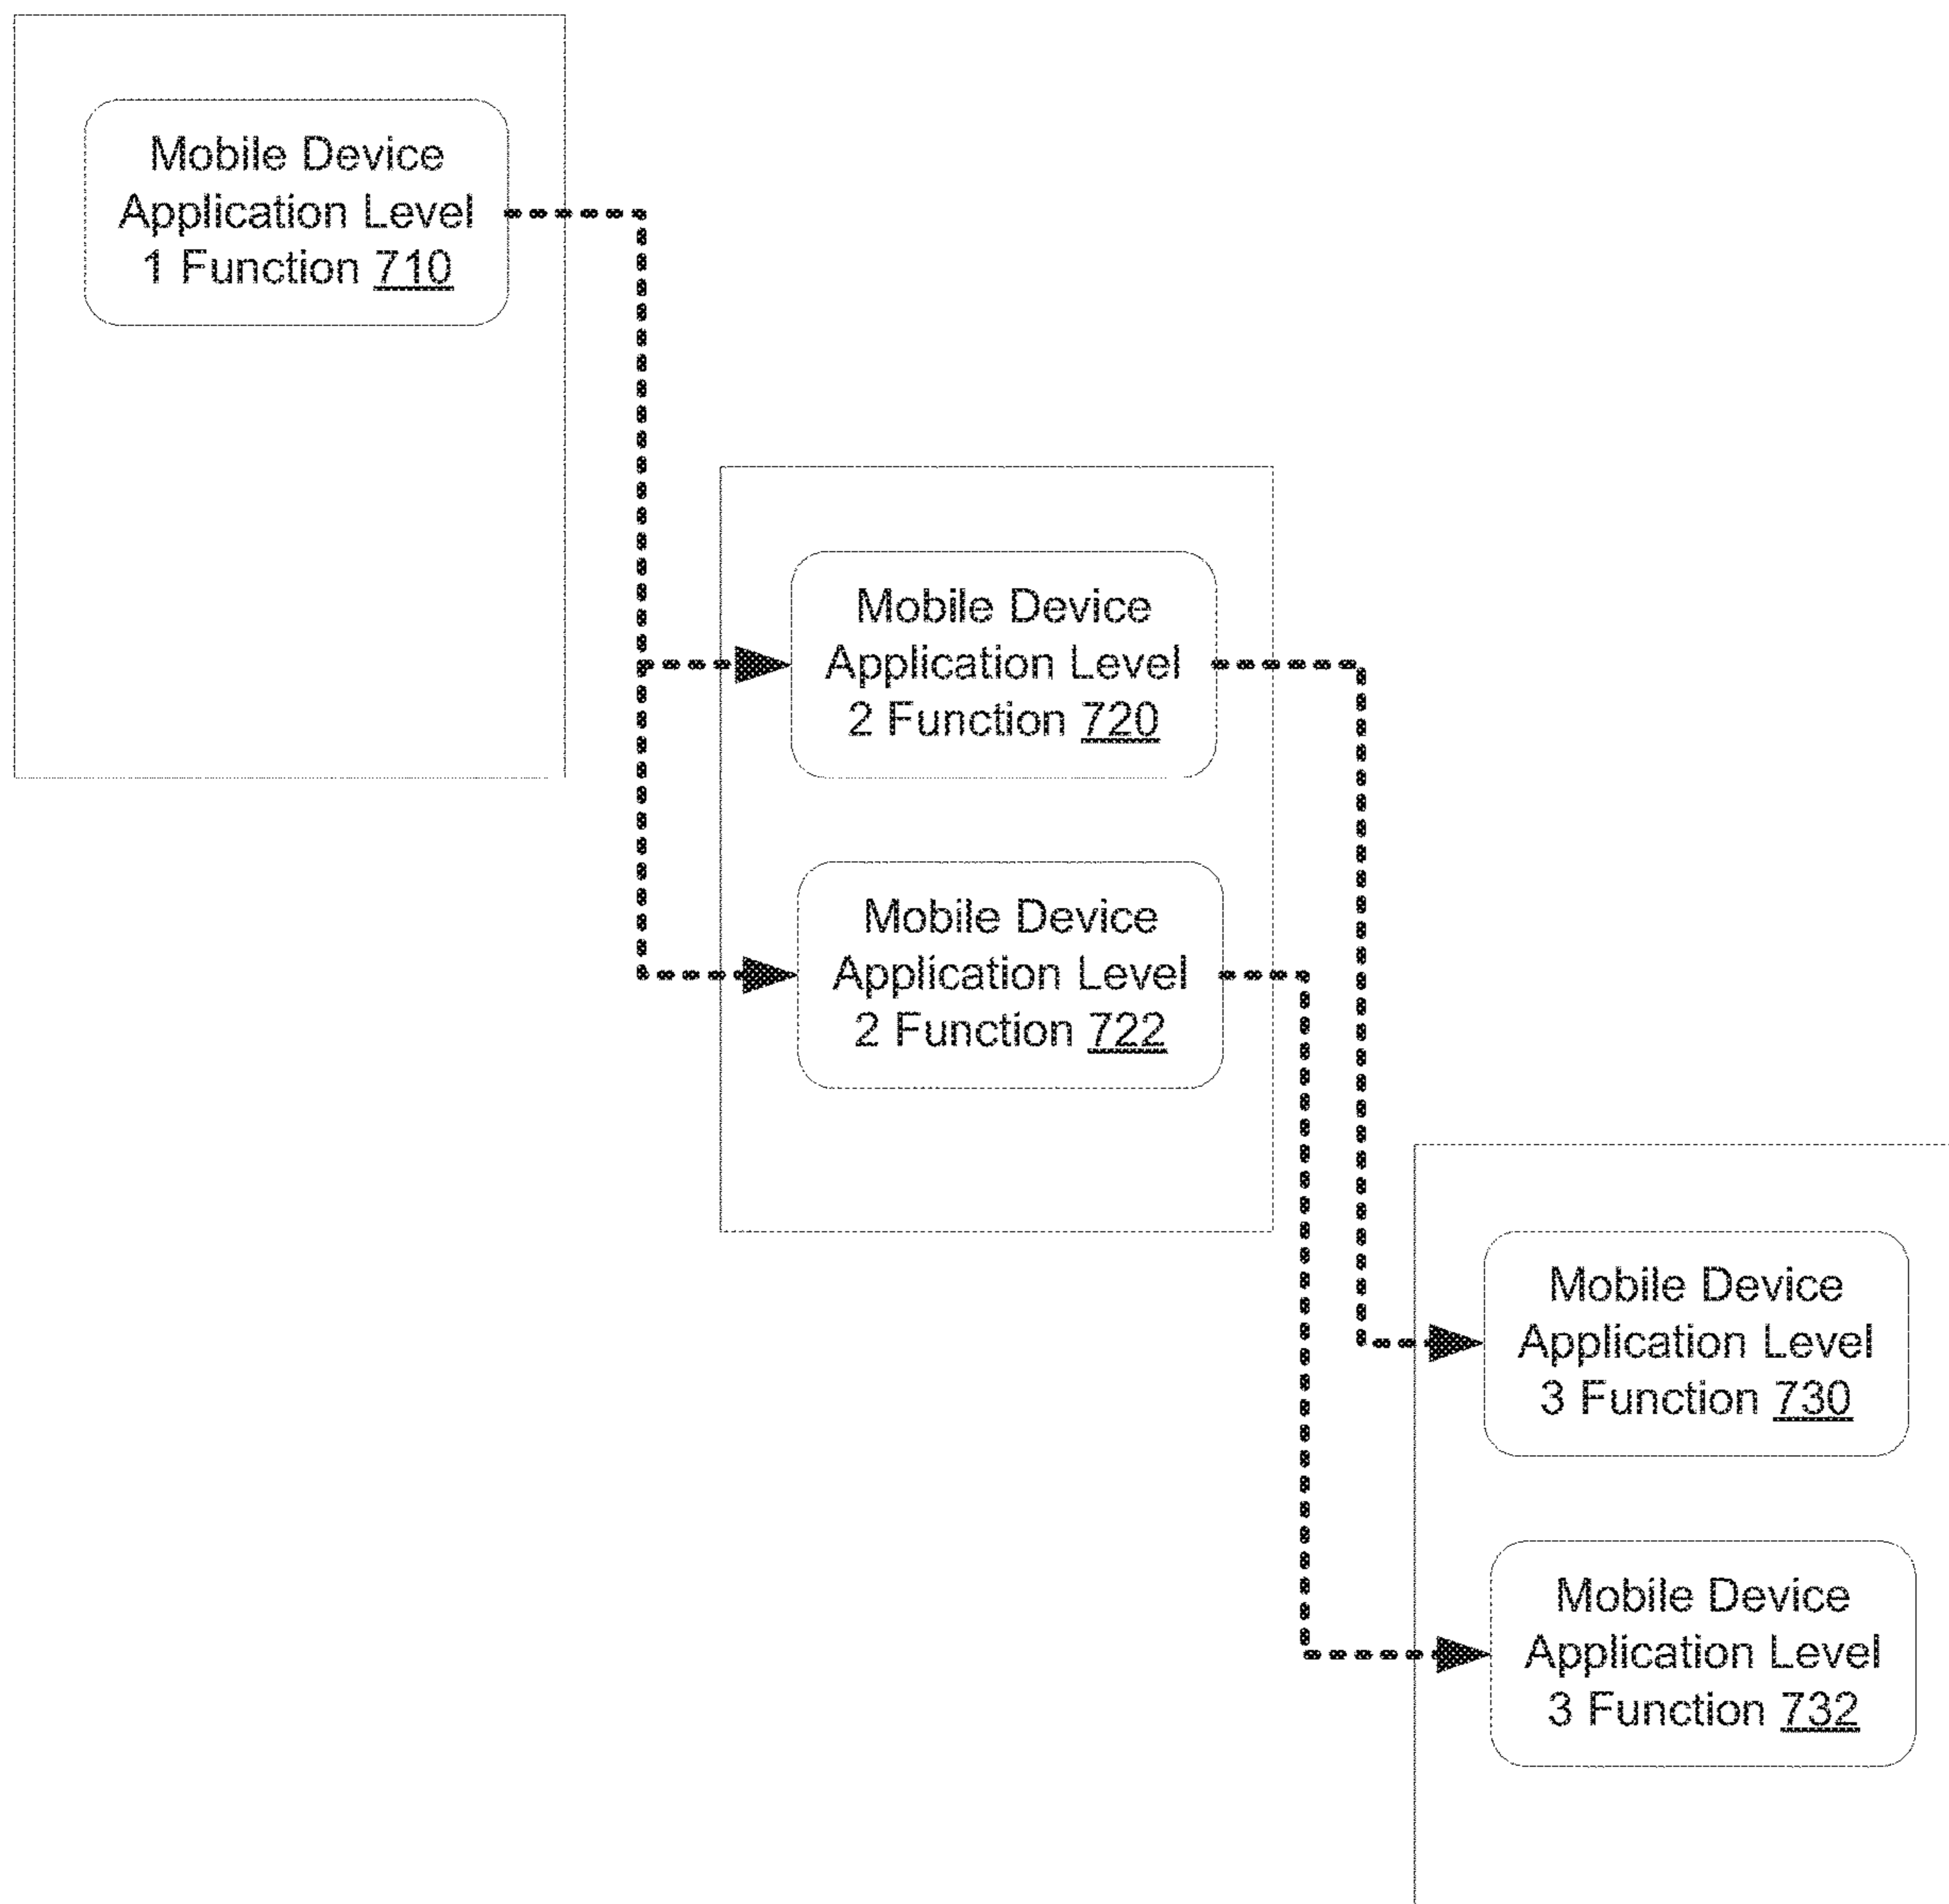 Mobile Device
Application Level
1 Function 710
Mobile Device
Application Level
2 Function 720
Mobile Device
Application Level
2 Function 722
Mobile Device
Application Level
3 Function 730
Mobile Device
Application Level
3 Function 732